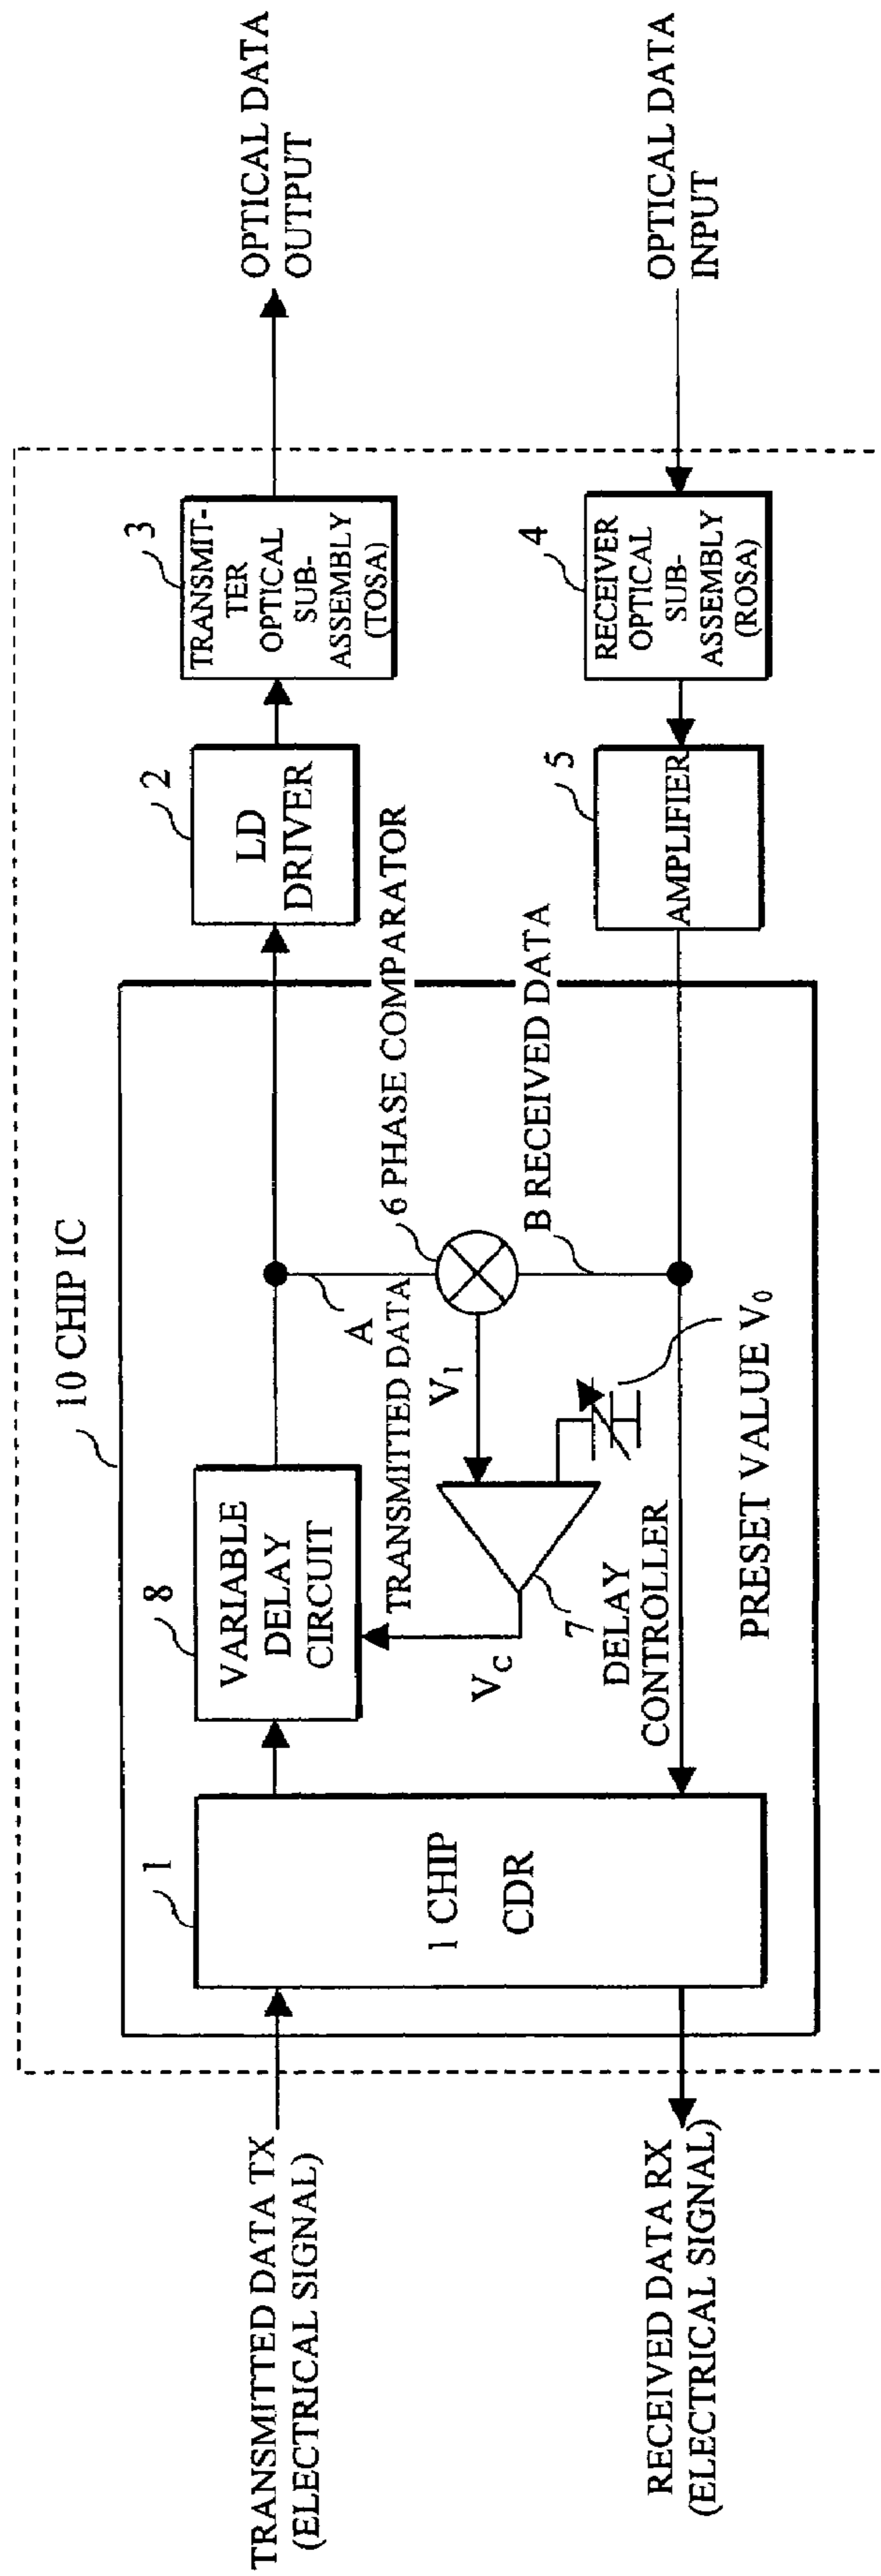 10 CHIP IC
TRANSMITTED DATA TX
(ELECTRICAL SIGNAL)
1
1 CHIP
CDR
8
VARIABLE
DELAY
CIRCUIT
2
LD
DRIVER
3
TRANSMIT-
TER
OPTICAL
SUB-
ASSEMBLY
(TOSA)
OPTICAL DATA
OUTPUT
A
TRANSMITTED DATA
6 PHASE COMPARATOR
V1
VC
7
DELAY
CONTROLLER
B RECEIVED DATA
PRESET VALUE V0
RECEIVED DATA RX
(ELECTRICAL SIGNAL)
5
AMPLIFIER
4
RECEIVER
OPTICAL
SUB-
ASSEMBLY
(ROSA)
OPTICAL DATA
INPUT